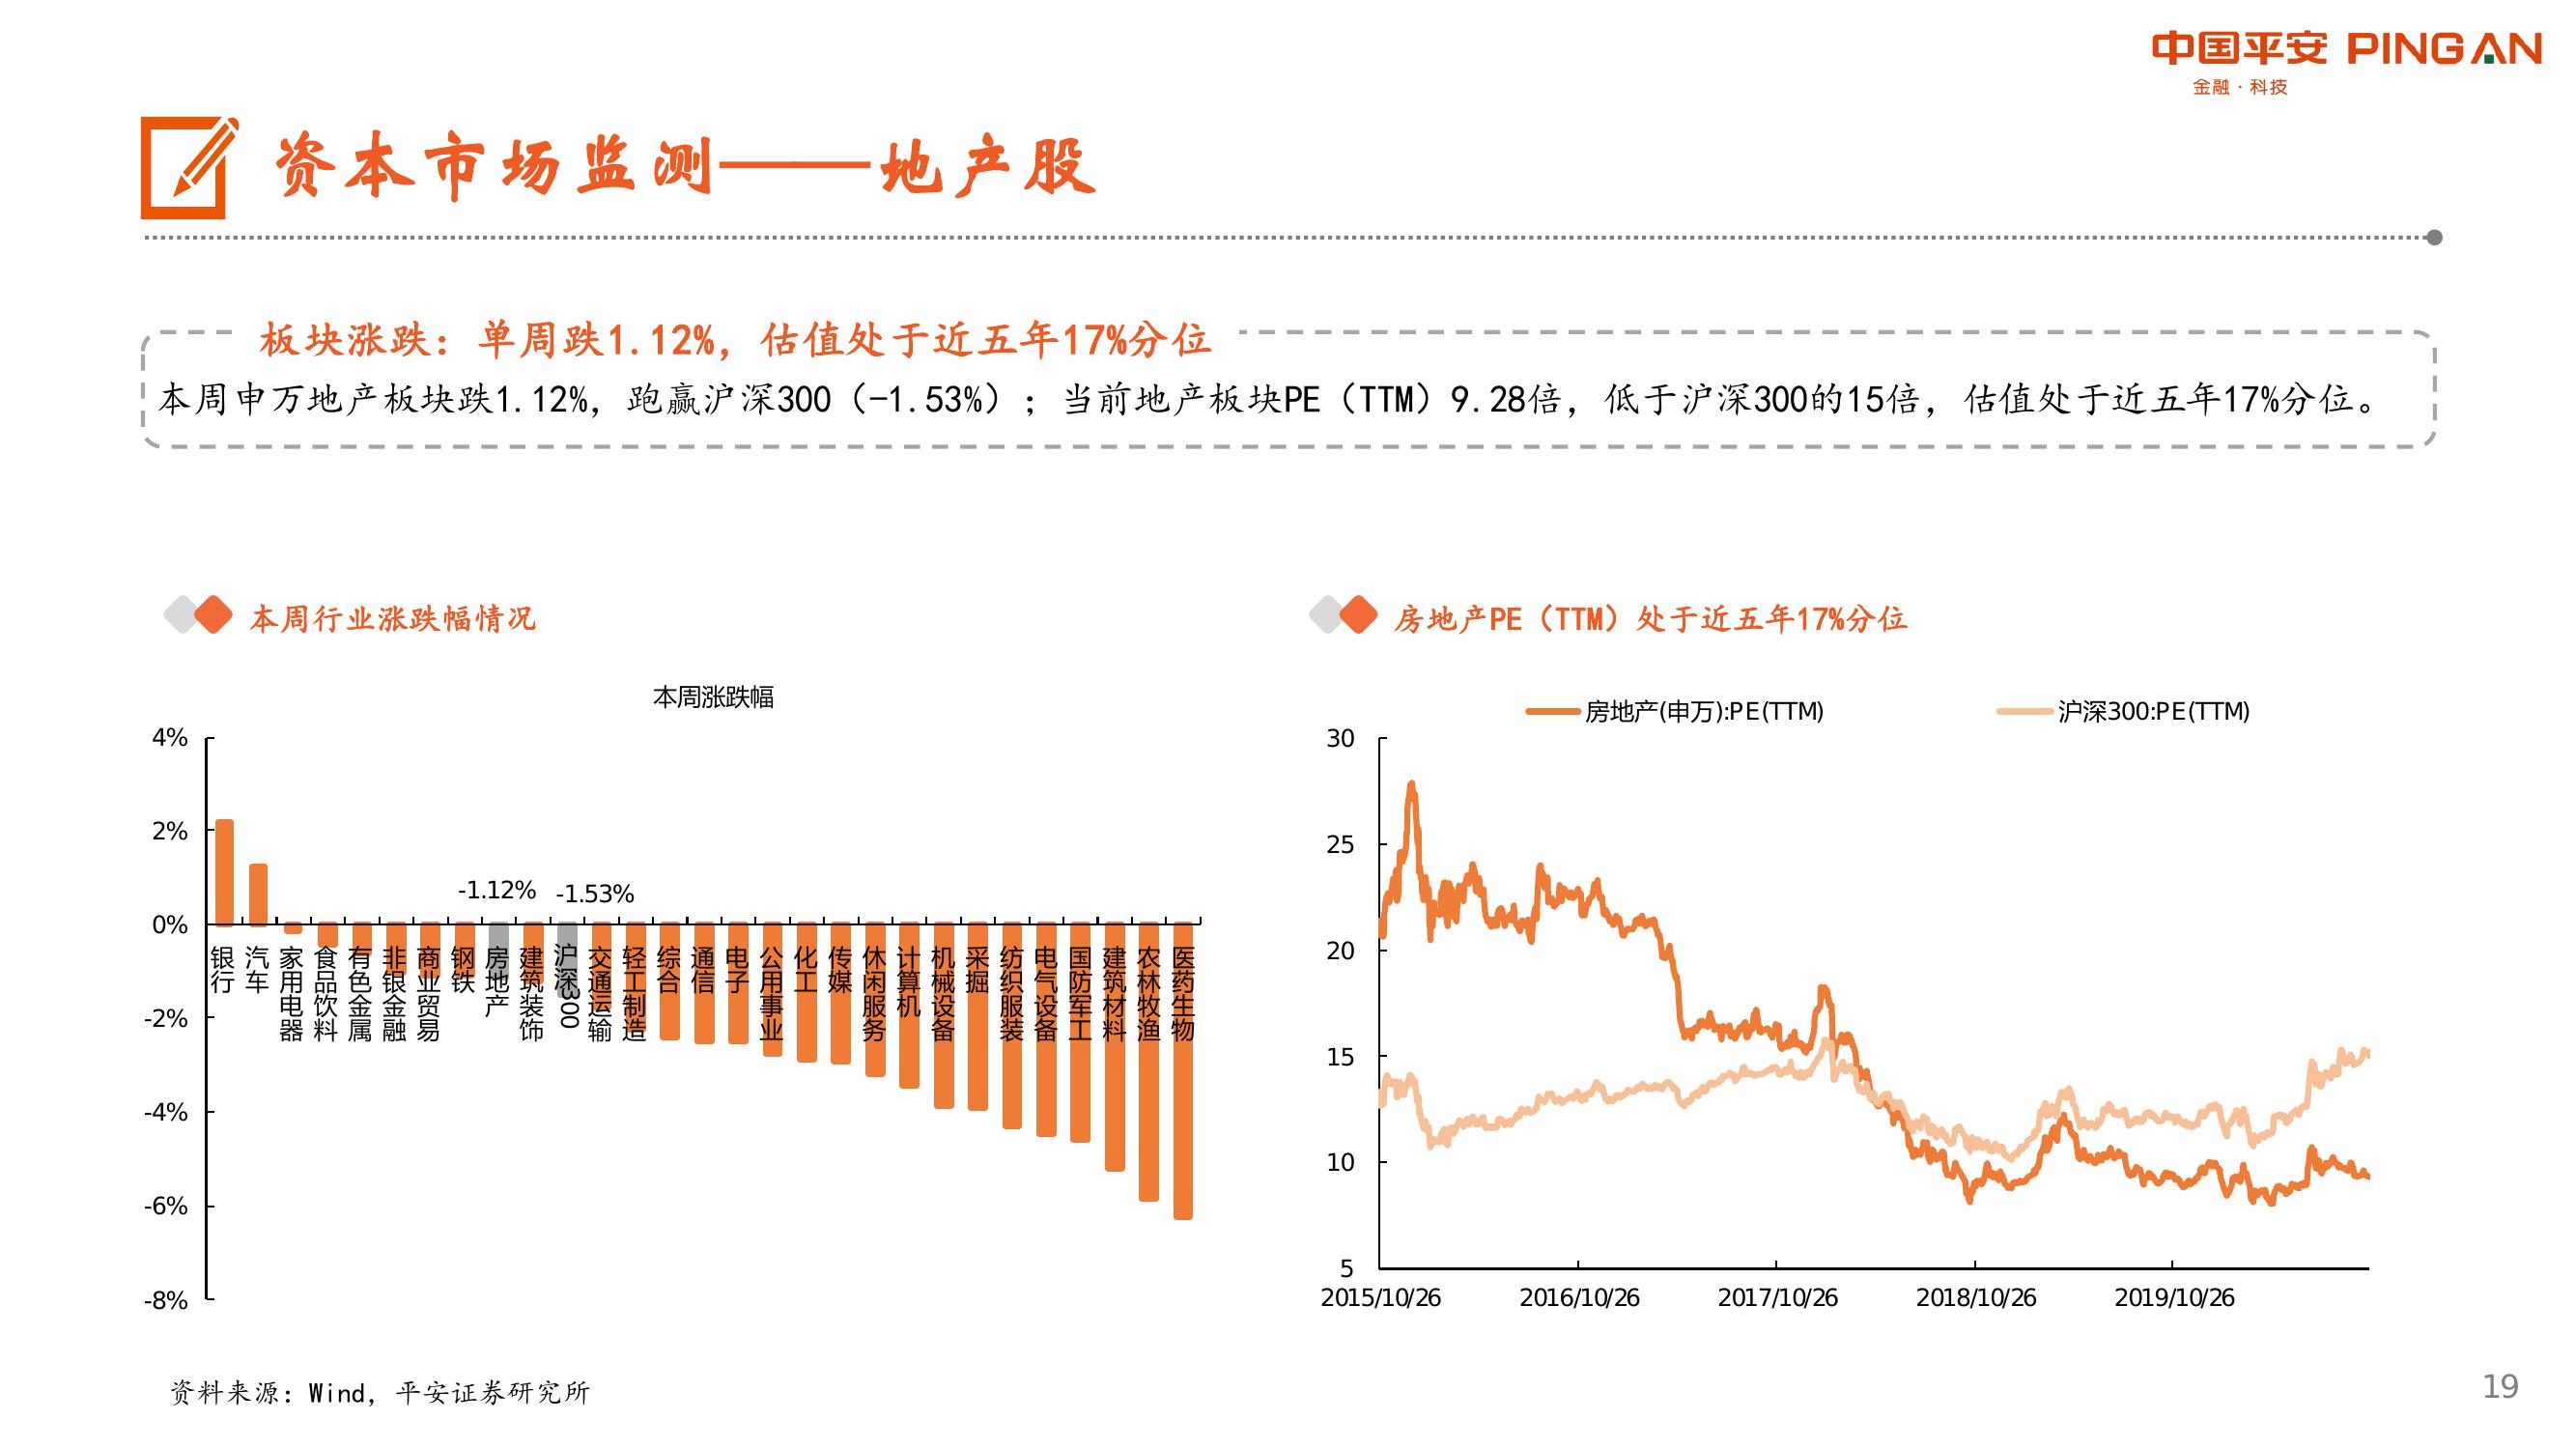 中国平安 PINGAN
金融·科技
资本市场监测——地产股
板块涨跌：单周跌1.12%，估值处于近五年17%分位
本周申万地产板块跌1.12%，跑赢沪深300（-1.53%）；当前地产板块PE（TTM）9.28倍，低于沪深300的15倍，估值处于近五年17%分位。
本周行业涨跌幅情况
本周涨跌幅
4%
2%
0%
-2%
-4%
-6%
-8%
-1.12%
-1.53%
银行
汽车
家用电器
食品饮料
有色金属
非银金融
商业贸易
钢铁
房地产
建筑装饰
沪深300
交通运输
轻工制造
综合
通信
电子
公用事业
化工
传媒
休闲服务
计算机
机械设备
采掘
纺织服装
电气设备
国防军工
建筑材料
农林牧渔
医药生物
房地产PE（TTM）处于近五年17%分位
房地产(申万):PE(TTM)
沪深300:PE(TTM)
30
25
20
15
10
5
2015/10/26
2016/10/26
2017/10/26
2018/10/26
2019/10/26
资料来源：Wind，平安证券研究所
19